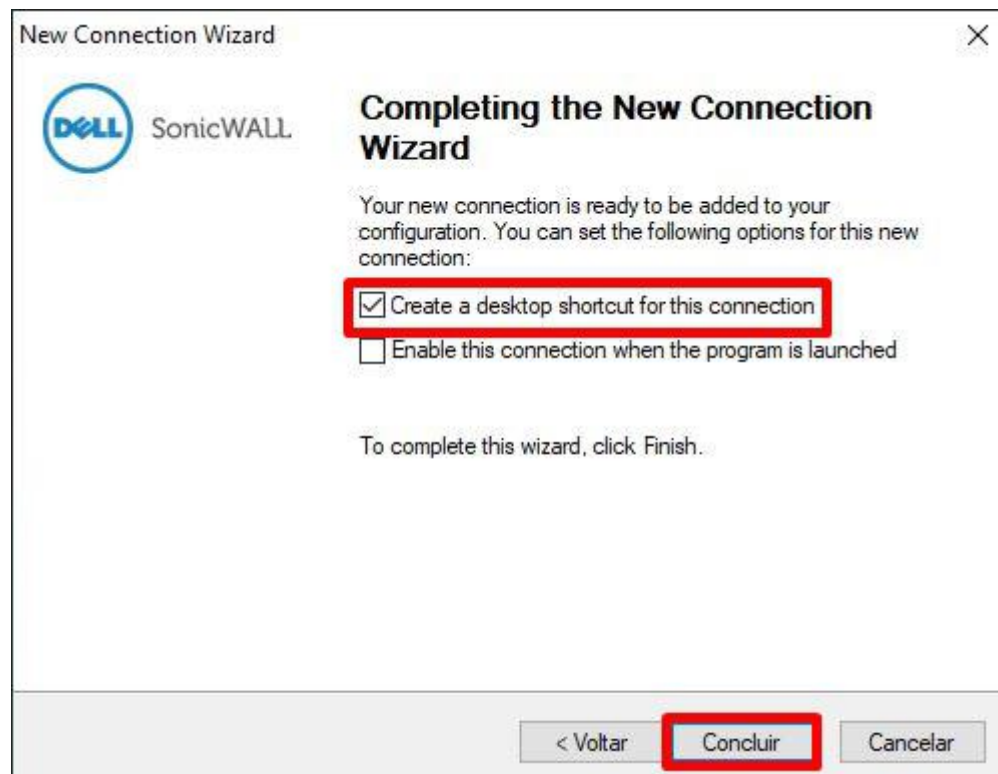 New Connection Wizard
DELL SonicWALL
Completing the New Connection
Wizard
Your new connection is ready to be added to your
configuration. You can set the following options for this new
connection:
Create a desktop shortcut for this connection
Enable this connection when the program is launched
To complete this wizard, click Finish.
< Voltar Concluir Cancelar